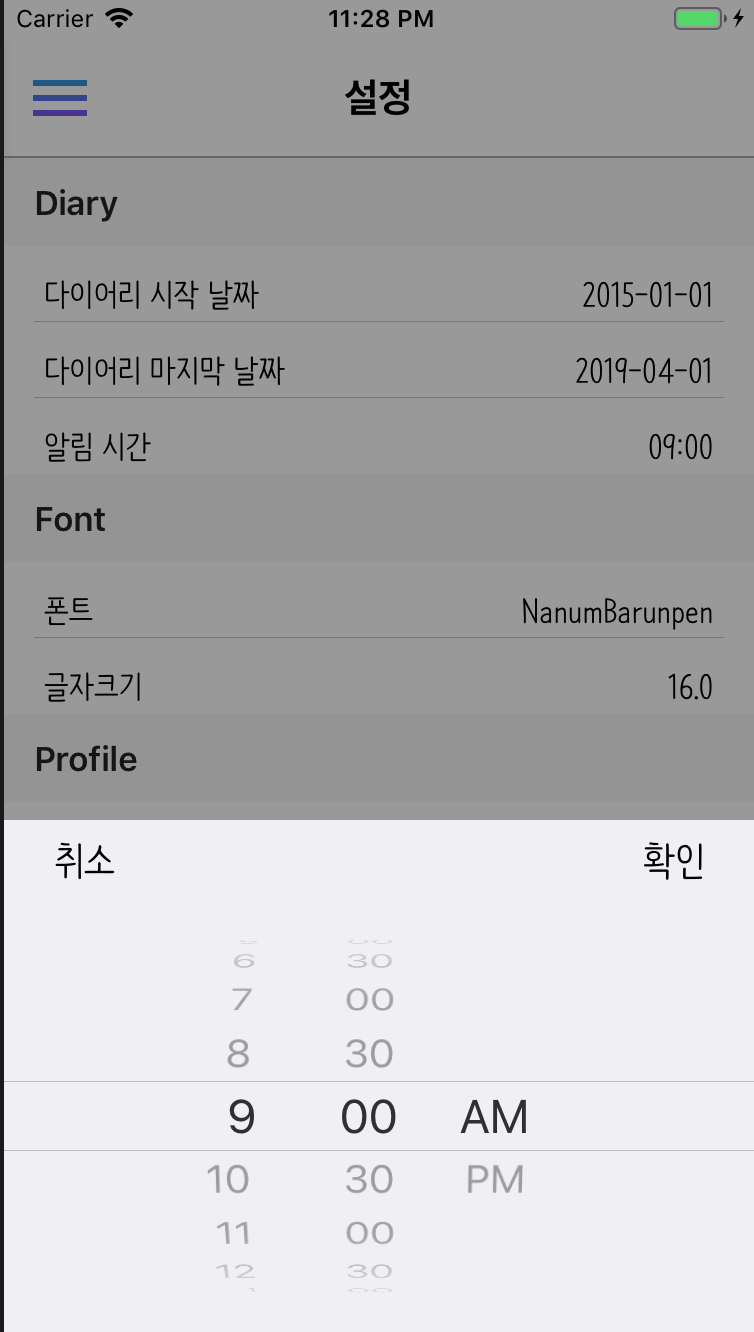 Carrier 11:28 PM
설정
Diary
다이어리 시작 날짜 2015-01-01
다이어리 마지막 날짜 2019-04-01
알림 시간 09:00
Font
폰트 NanumBarunpen
글자크기 16.0
Profile
취소 확인
6 30
7 00
8 30
9 00 AM
10 30 PM
11 00
12 30